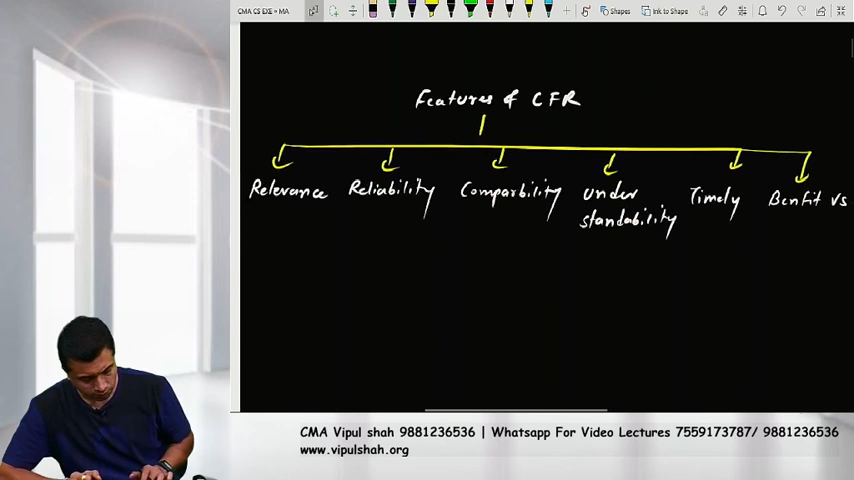 CMA CS EXE = MA
Shapes
Ink to Shape
Features of CFR
Relevance Reliability Comparbility Under Timely Benfit Vs
standability
CMA Vipul shah 9881236536 | Whatsapp For Video Lectures 7559173787/ 9881236536
www.vipulshah.org